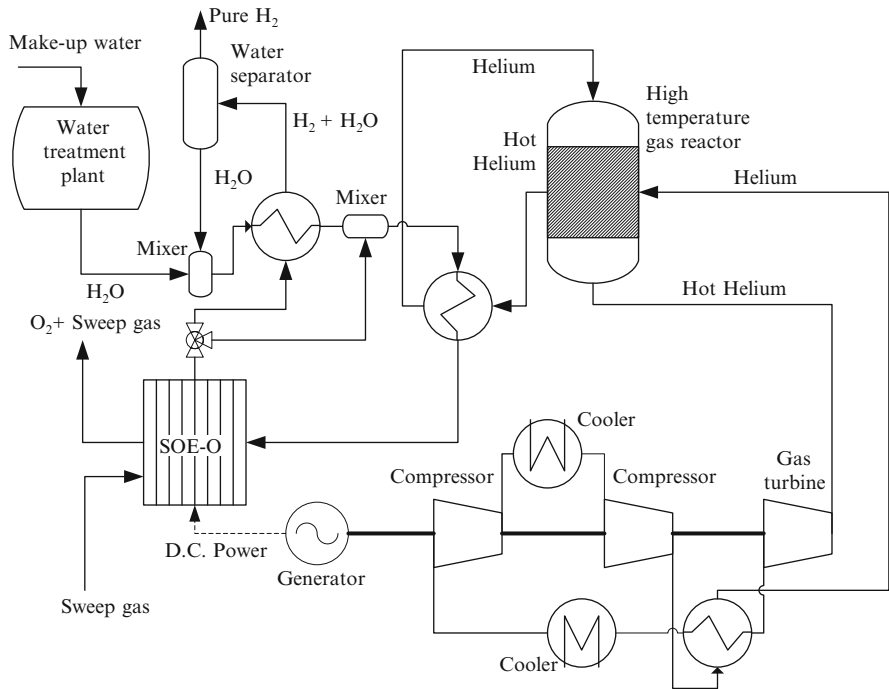 Pure H2
Make-up water
Water
separator
Helium
High
temperature
gas reactor
Water
treatment
plant
H2 + H2O
Hot
Helium
H2O
Mixer
Helium
Mixer
H2O
Hot Helium
O2+ Sweep gas
SOE-O
Cooler
Compressor
Compressor
Gas
turbine
D.C. Power
Generator
Sweep gas
Cooler